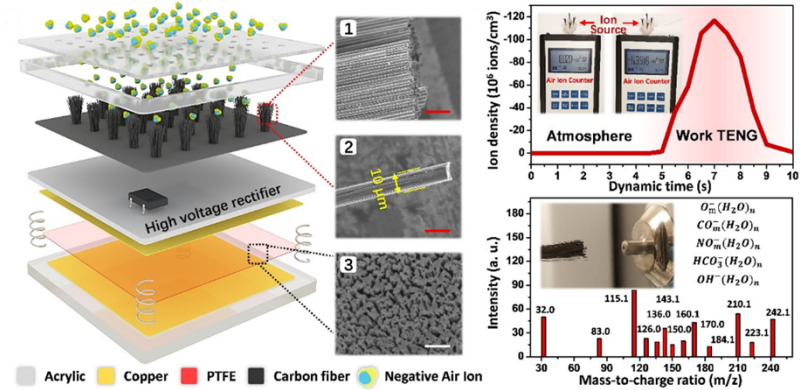 High voltage rectifier
1
2
10 μm
3
Acrylic
Copper
PTFE
Carbon fiber
Negative Air Ion
Ion density (10⁶ ions/cm³)
-120
-100
-80
-60
-40
-20
0
Ion
Source
Air Ion Counter
Air Ion Counter
Atmosphere
Work TENG
0 1 2 3 4 5 6 7 8 9 10
Dynamic time (s)
Intensity (a. u.)
180
150
120
90
60
30
0
O⁻ₘ(H₂O)ₙ
CO⁻ₘ(H₂O)ₙ
NO⁻ₘ(H₂O)ₙ
HCO⁻₃(H₂O)ₙ
OH⁻(H₂O)ₙ
32.0
83.0
115.1
126.0
136.0
143.1
150.0
160.1
170.0
184.1
210.1
223.1
242.1
30 60 90 120 150 180 210 240
Mass-to-charge ratio (m/z)